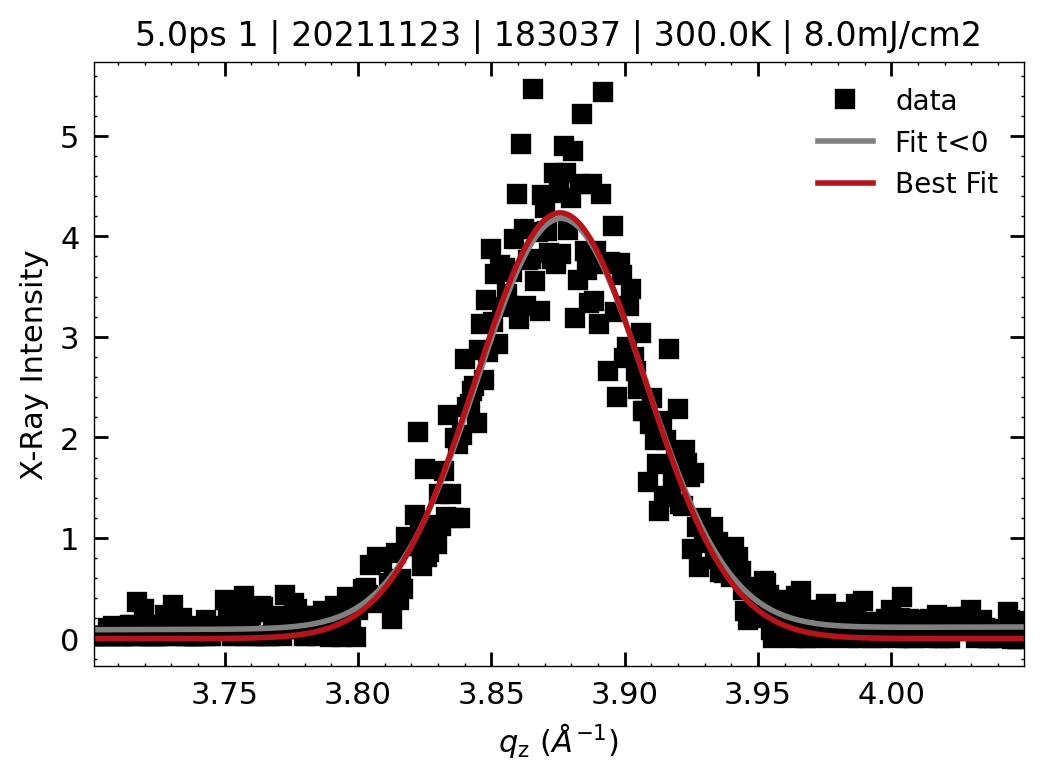 5.0ps 1 | 20211123 | 183037 | 300.0K | 8.0mJ/cm2
data
Fit t<0
Best Fit
X-Ray Intensity
5
4
3
2
1
0
3.75 3.80 3.85 3.90 3.95 4.00
q_z (Å⁻¹)